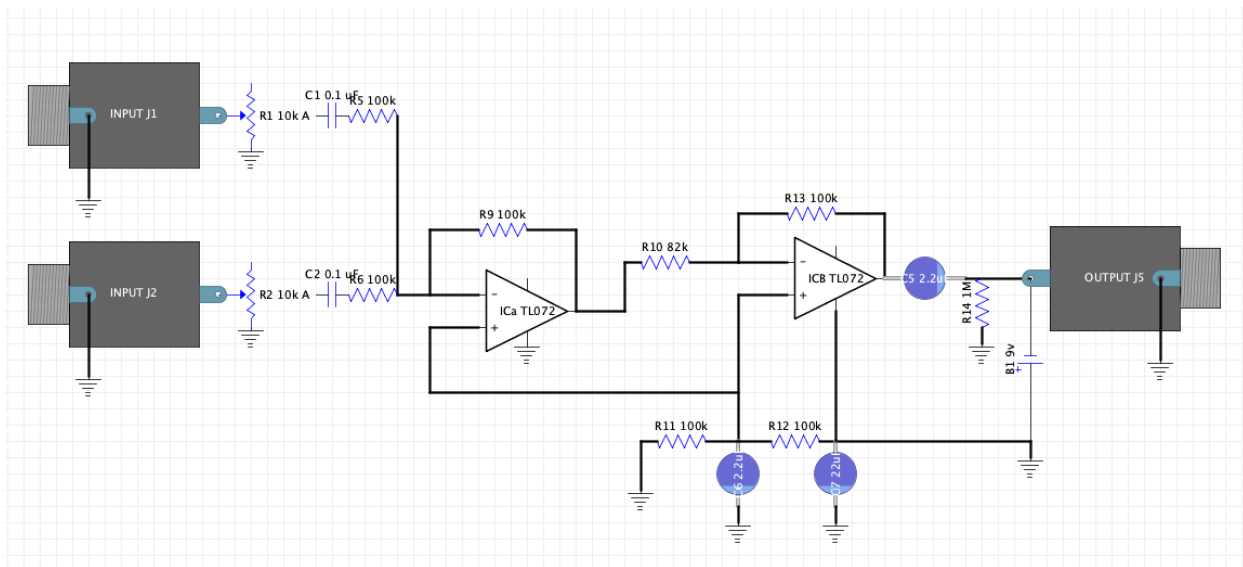 INPUT J1
R1 10k A
C1 0.1 uF
R5 100k
INPUT J2
R2 10k A
C2 0.1 uF
R6 100k
R9 100k
ICa TL072
R10 82k
R13 100k
ICB TL072
C5 2.2u
R14 1M
OUTPUT J5
B1 9v
+
R11 100k
R12 100k
C6 2.2u
C7 22u
-
+
-
+